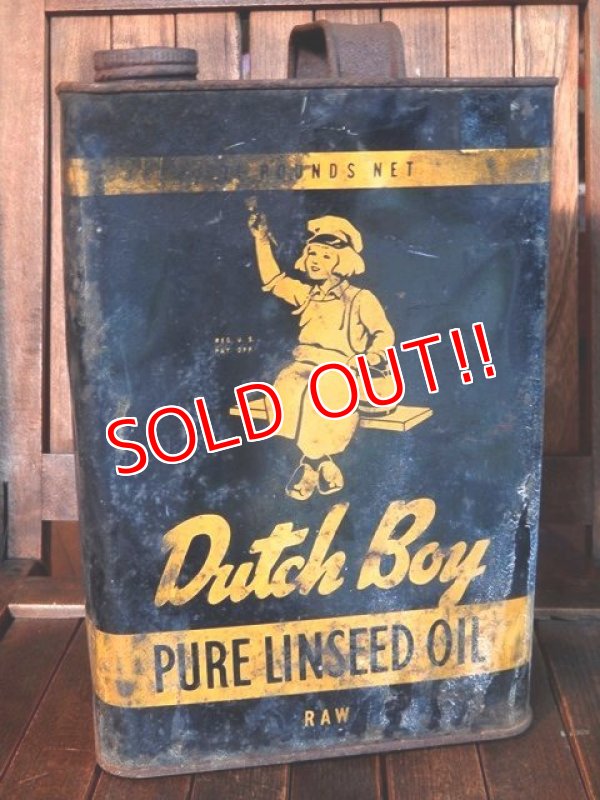 POUNDS NET
REG. U.S.
PAT. OFF.
SOLD OUT!!
Dutch Boy
PURE LINSEED OIL
RAW